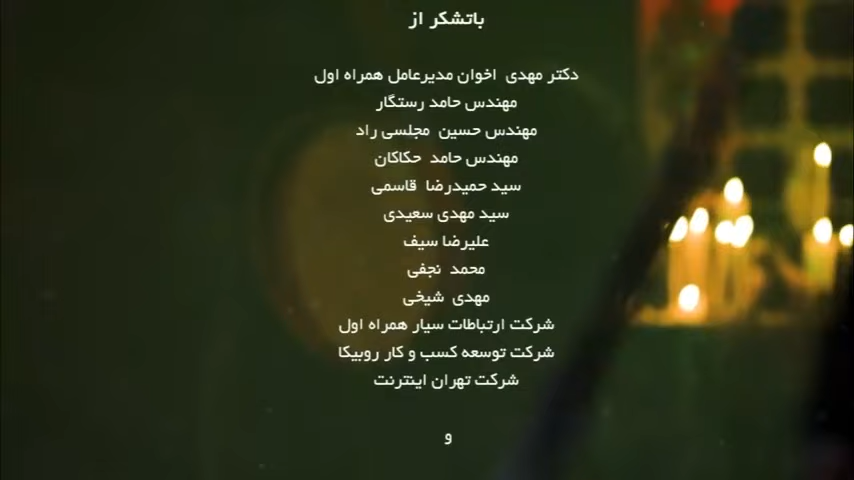 باتشکر از
دکتر مهدی اخوان مدیرعامل همراه اول
مهندس حامد رستگار
مهندس حسین مجلسی راد
مهندس حامد حکاکان
سید حمیدرضا قاسمی
سید مهدی سعیدی
علیرضا سیف
محمد نجفی
مهدی شیخی
شرکت ارتباطات سیار همراه اول
شرکت توسعه کسب و کار روبیکا
شرکت تهران اینترنت
و